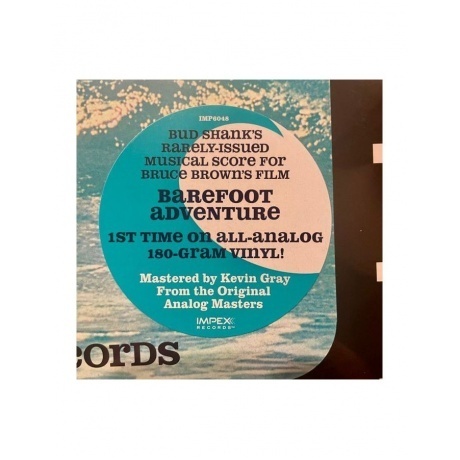 IMP6048
BUD SHANK'S
RARELY-ISSUED
MUSICAL SCORE FOR
BRUCE BROWN'S FILM
BAREFOOT
ADVENTURE
1ST TIME ON ALL-ANALOG
180-GRAM VINYL!
Mastered by Kevin Gray
From the Original
Analog Masters
IMPEX
RECORDS™
CORDS